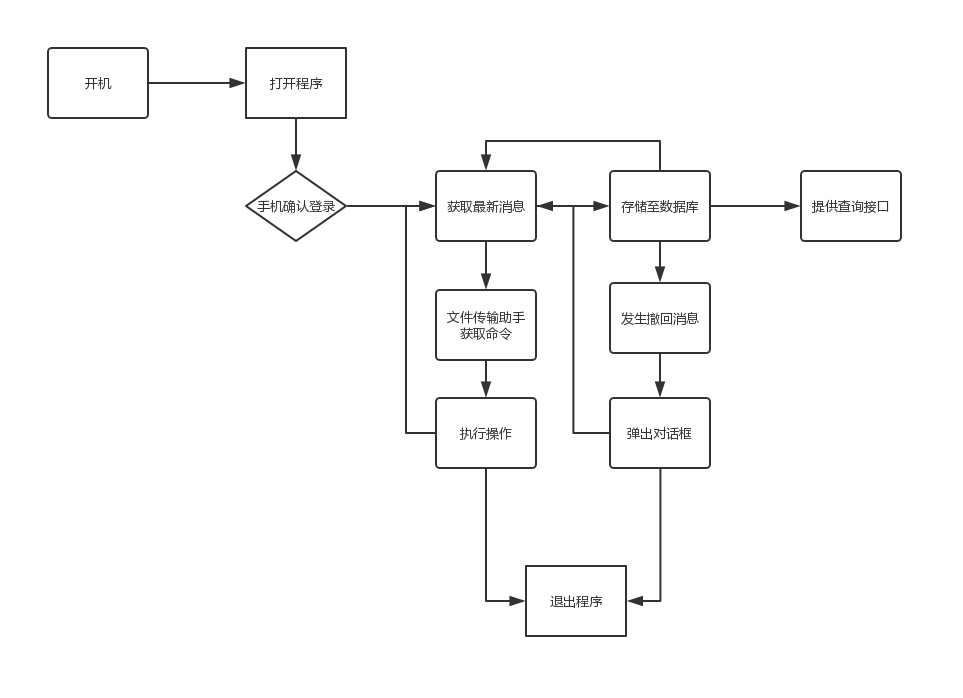 开机
打开程序
手机确认登录
获取最新消息
存储至数据库
提供查询接口
文件传输助手
获取命令
发生撤回消息
执行操作
弹出对话框
退出程序